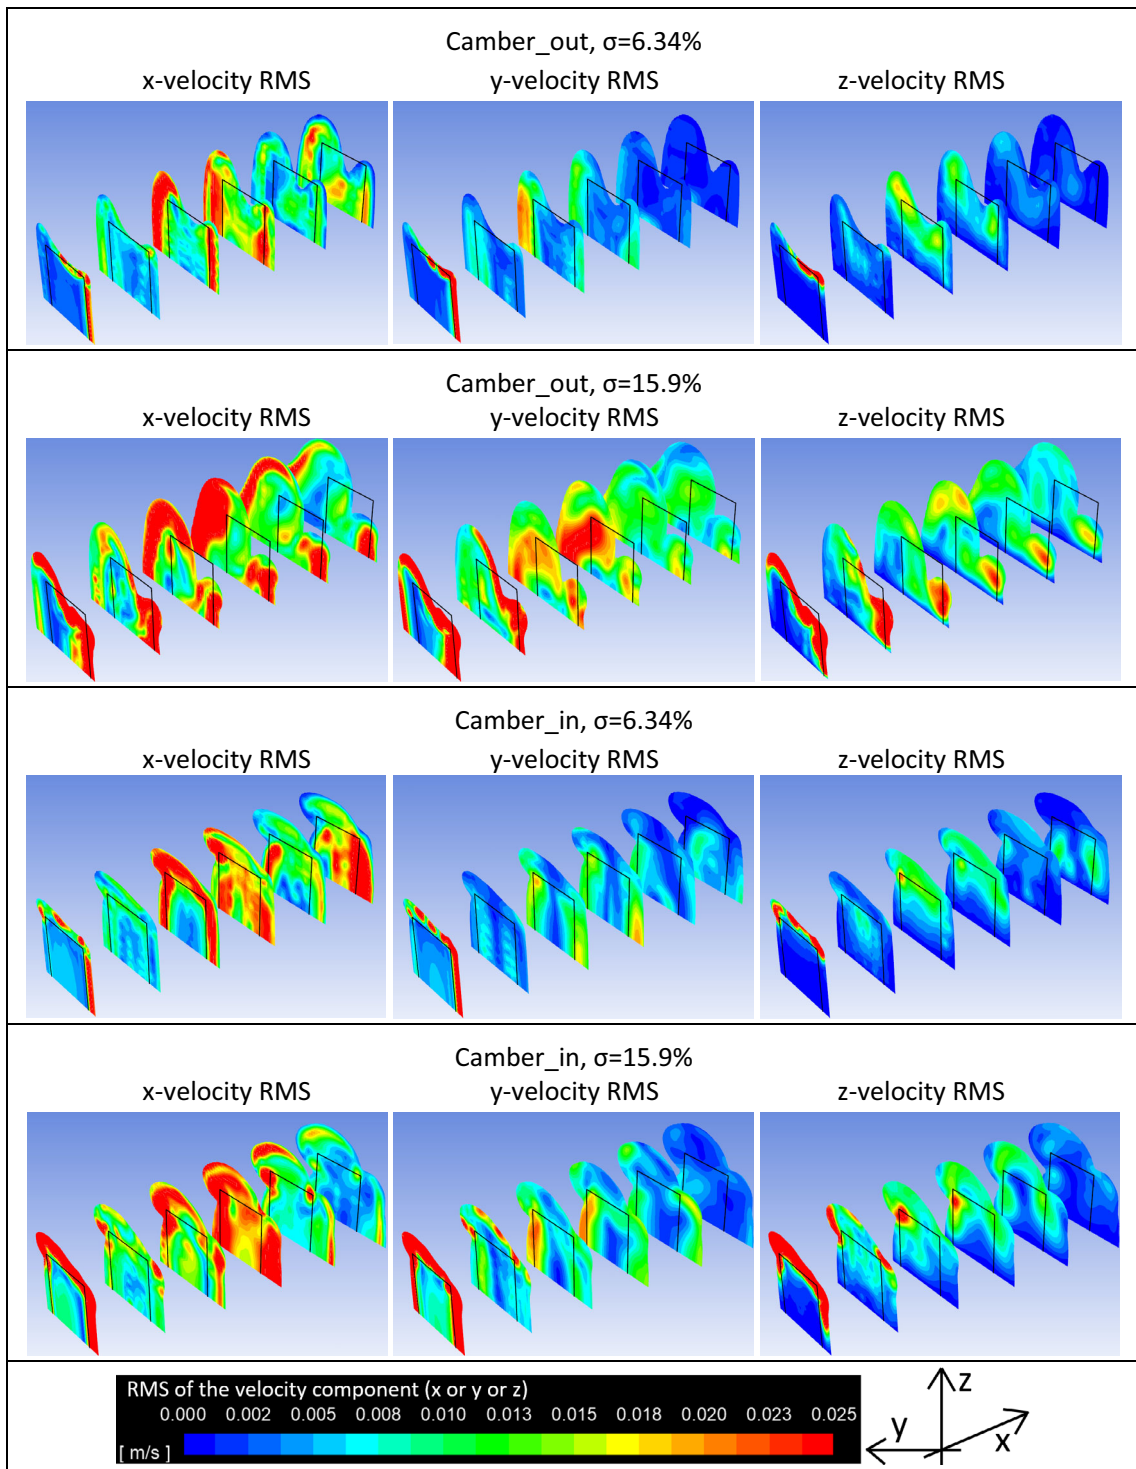 Camber_out, σ=6.34%
x-velocity RMS y-velocity RMS z-velocity RMS
Camber_out, σ=15.9%
x-velocity RMS y-velocity RMS z-velocity RMS
Camber_in, σ=6.34%
x-velocity RMS y-velocity RMS z-velocity RMS
Camber_in, σ=15.9%
x-velocity RMS y-velocity RMS z-velocity RMS
RMS of the velocity component (x or y or z)
0.000 0.002 0.005 0.008 0.010 0.013 0.015 0.018 0.020 0.023 0.025
[ m/s ]
z
y
x